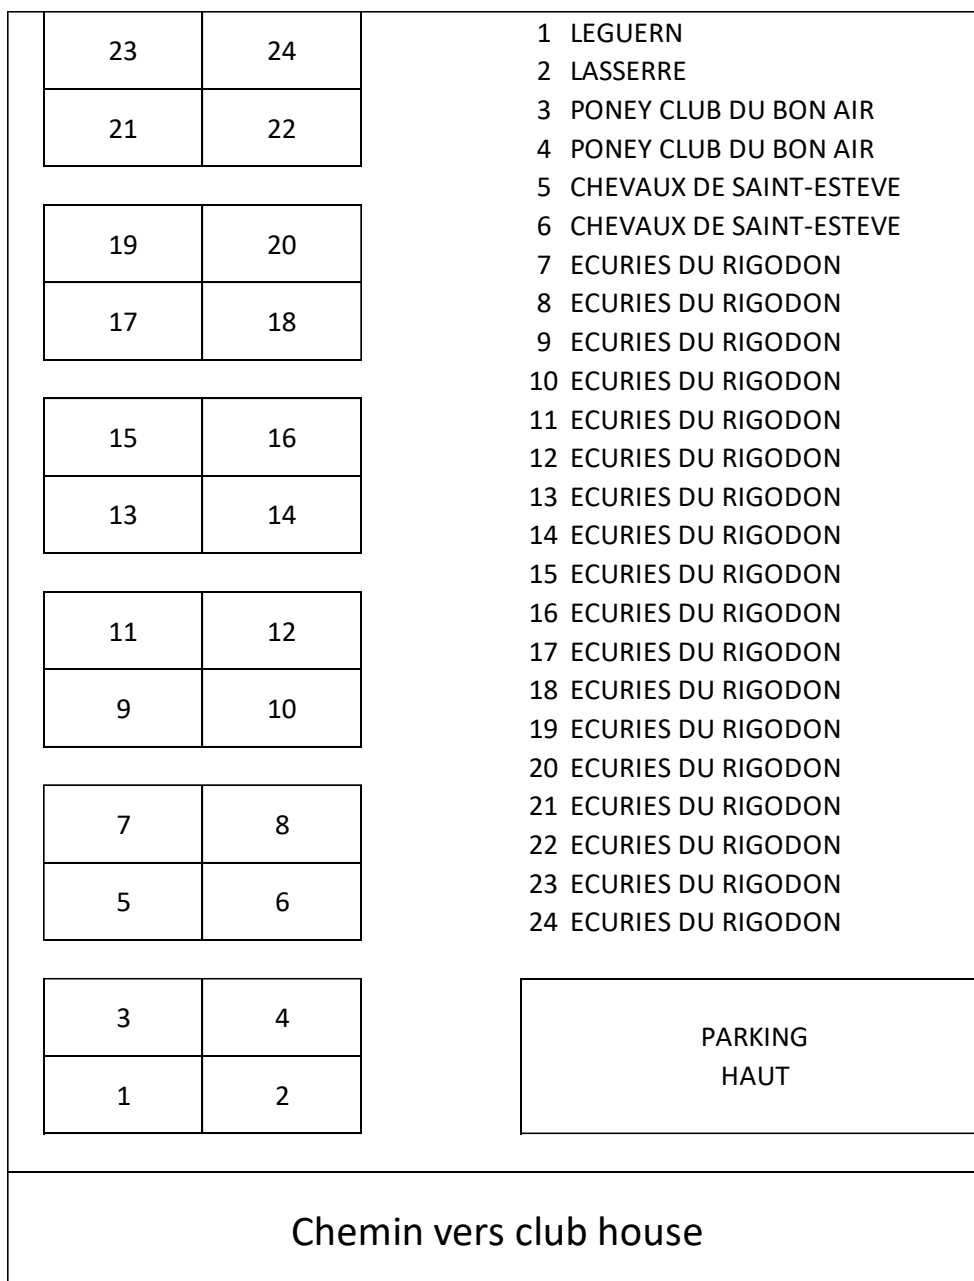 23 24
21 22
19 20
17 18
15 16
13 14
11 12
9 10
7 8
5 6
3 4
1 2
1 LEGUERN
2 LASSERRE
3 PONEY CLUB DU BON AIR
4 PONEY CLUB DU BON AIR
5 CHEVAUX DE SAINT-ESTEVE
6 CHEVAUX DE SAINT-ESTEVE
7 ECURIES DU RIGODON
8 ECURIES DU RIGODON
9 ECURIES DU RIGODON
10 ECURIES DU RIGODON
11 ECURIES DU RIGODON
12 ECURIES DU RIGODON
13 ECURIES DU RIGODON
14 ECURIES DU RIGODON
15 ECURIES DU RIGODON
16 ECURIES DU RIGODON
17 ECURIES DU RIGODON
18 ECURIES DU RIGODON
19 ECURIES DU RIGODON
20 ECURIES DU RIGODON
21 ECURIES DU RIGODON
22 ECURIES DU RIGODON
23 ECURIES DU RIGODON
24 ECURIES DU RIGODON
PARKING
HAUT
Chemin vers club house